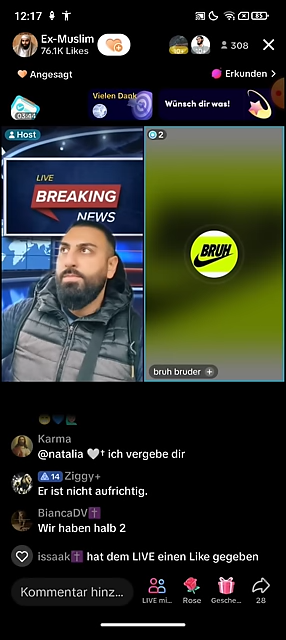 12:17
85
Ex-Muslim
76.1K Likes
308
Angesagt
Erkunden
03:44
Vielen Dank
Wünsch dir was!
Host
2
LIVE
BREAKING
NEWS
BRUH
bruh bruder
Karma
@natalia 🤍† ich vergebe dir
14 Ziggy+
Er ist nicht aufrichtig.
BiancaDV✝️
Wir haben halb 2
issaak✝️ hat dem LIVE einen Like gegeben
Kommentar hinz...
LIVE mi...
Rose
Gesche...
28